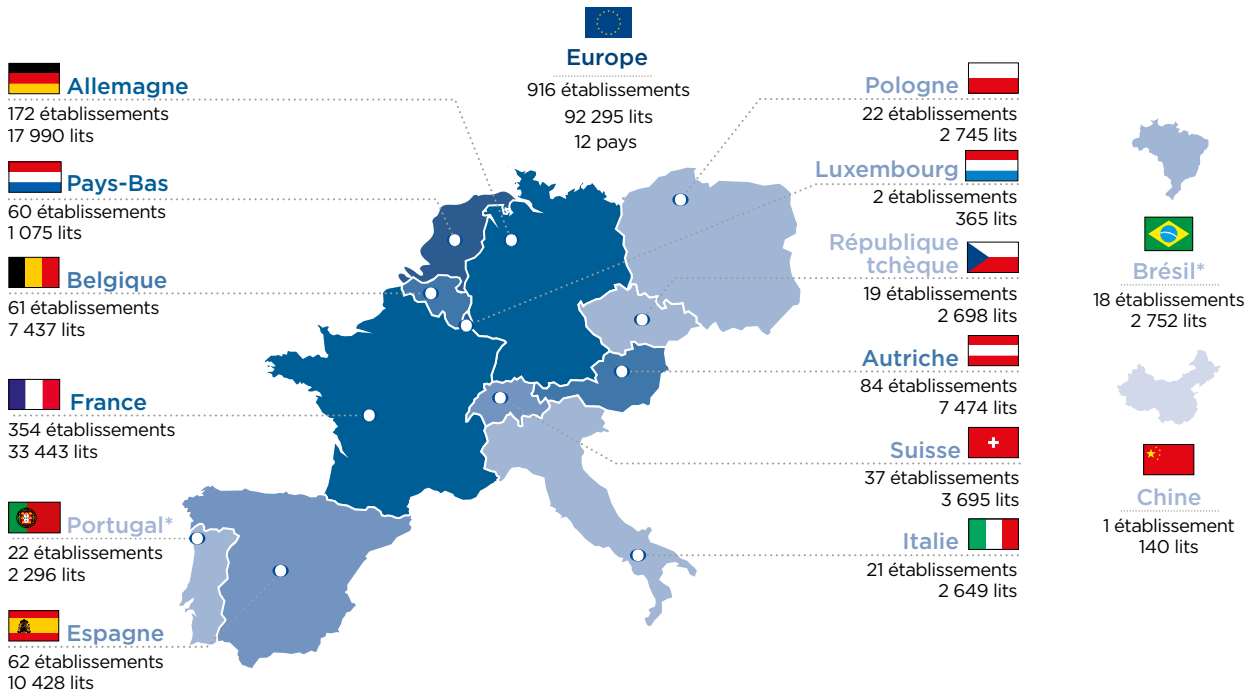 Europe
916 établissements
92 295 lits
12 pays
Allemagne
172 établissements
17 990 lits
Pays-Bas
60 établissements
1 075 lits
Belgique
61 établissements
7 437 lits
France
354 établissements
33 443 lits
Portugal*
22 établissements
2 296 lits
Espagne
62 établissements
10 428 lits
Pologne
22 établissements
2 745 lits
Luxembourg
2 établissements
365 lits
République
tchèque
19 établissements
2 698 lits
Autriche
84 établissements
7 474 lits
Suisse
37 établissements
3 695 lits
Italie
21 établissements
2 649 lits
Brésil*
18 établissements
2 752 lits
Chine
1 établissement
140 lits